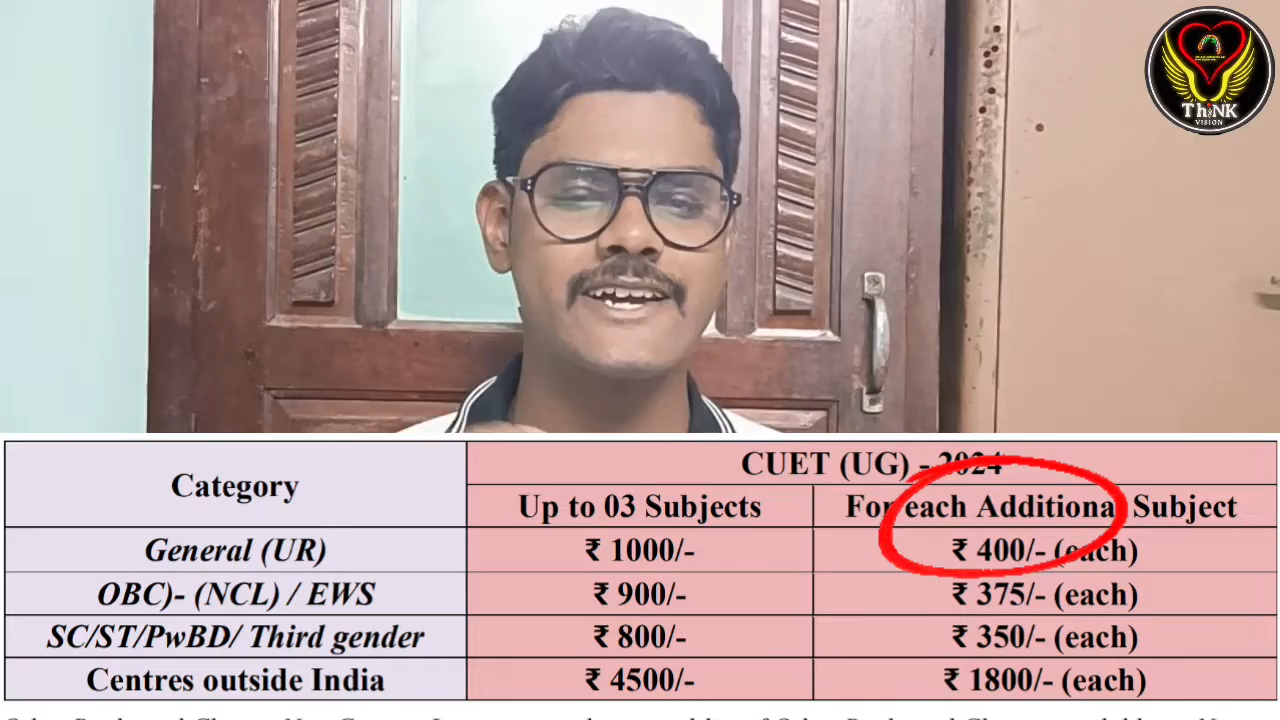 ThiNK
VISION
Category
CUET (UG) - 2024
Up to 03 Subjects
For each Additional Subject
General (UR)
₹ 1000/-
₹ 400/- (each)
OBC)- (NCL) / EWS
₹ 900/-
₹ 375/- (each)
SC/ST/PwBD/ Third gender
₹ 800/-
₹ 350/- (each)
Centres outside India
₹ 4500/-
₹ 1800/- (each)